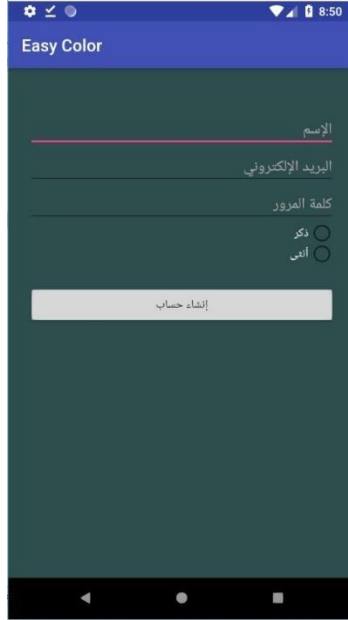 8:50
Easy Color
الإسم
البريد الإلكتروني
كلمة المرور
ذكر
أنثى
إنشاء حساب